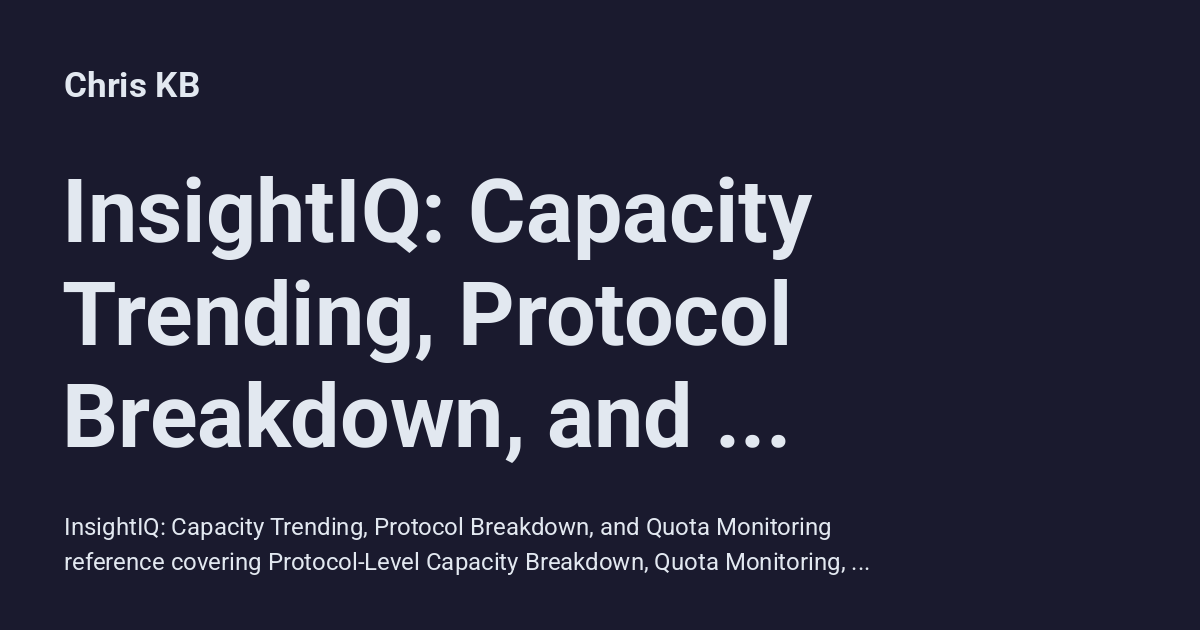 Chris KB
InsightIQ: Capacity
Trending, Protocol
Breakdown, and ...
InsightIQ: Capacity Trending, Protocol Breakdown, and Quota Monitoring
reference covering Protocol-Level Capacity Breakdown, Quota Monitoring, ...